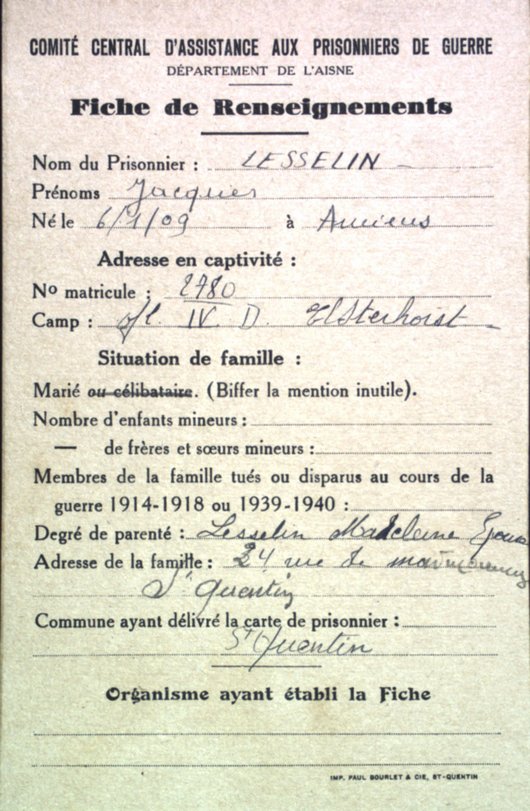 COMITÉ CENTRAL D'ASSISTANCE AUX PRISONNIERS DE GUERRE
DÉPARTEMENT DE L'AISNE
Fiche de Renseignements
Nom du Prisonnier : LESSELIN
Prénoms Jacques
Né le 6/1/09 à Amiens
Adresse en captivité :
No matricule : 2780
Camp : Of. IV. D. Elsterhorst
Situation de famille :
Marié ou célibataire. (Biffer la mention inutile).
Nombre d'enfants mineurs :
— de frères et sœurs mineurs :
Membres de la famille tués ou disparus au cours de la
guerre 1914-1918 ou 1939-1940 :
Degré de parenté : Lesselin Madeleine
Adresse de la famille : 24 rue de
St Quentin
Commune ayant délivré la carte de prisonnier :
St Quentin
Organisme ayant établi la Fiche
IMP. PAUL BOURLET & CIE, ST-QUENTIN